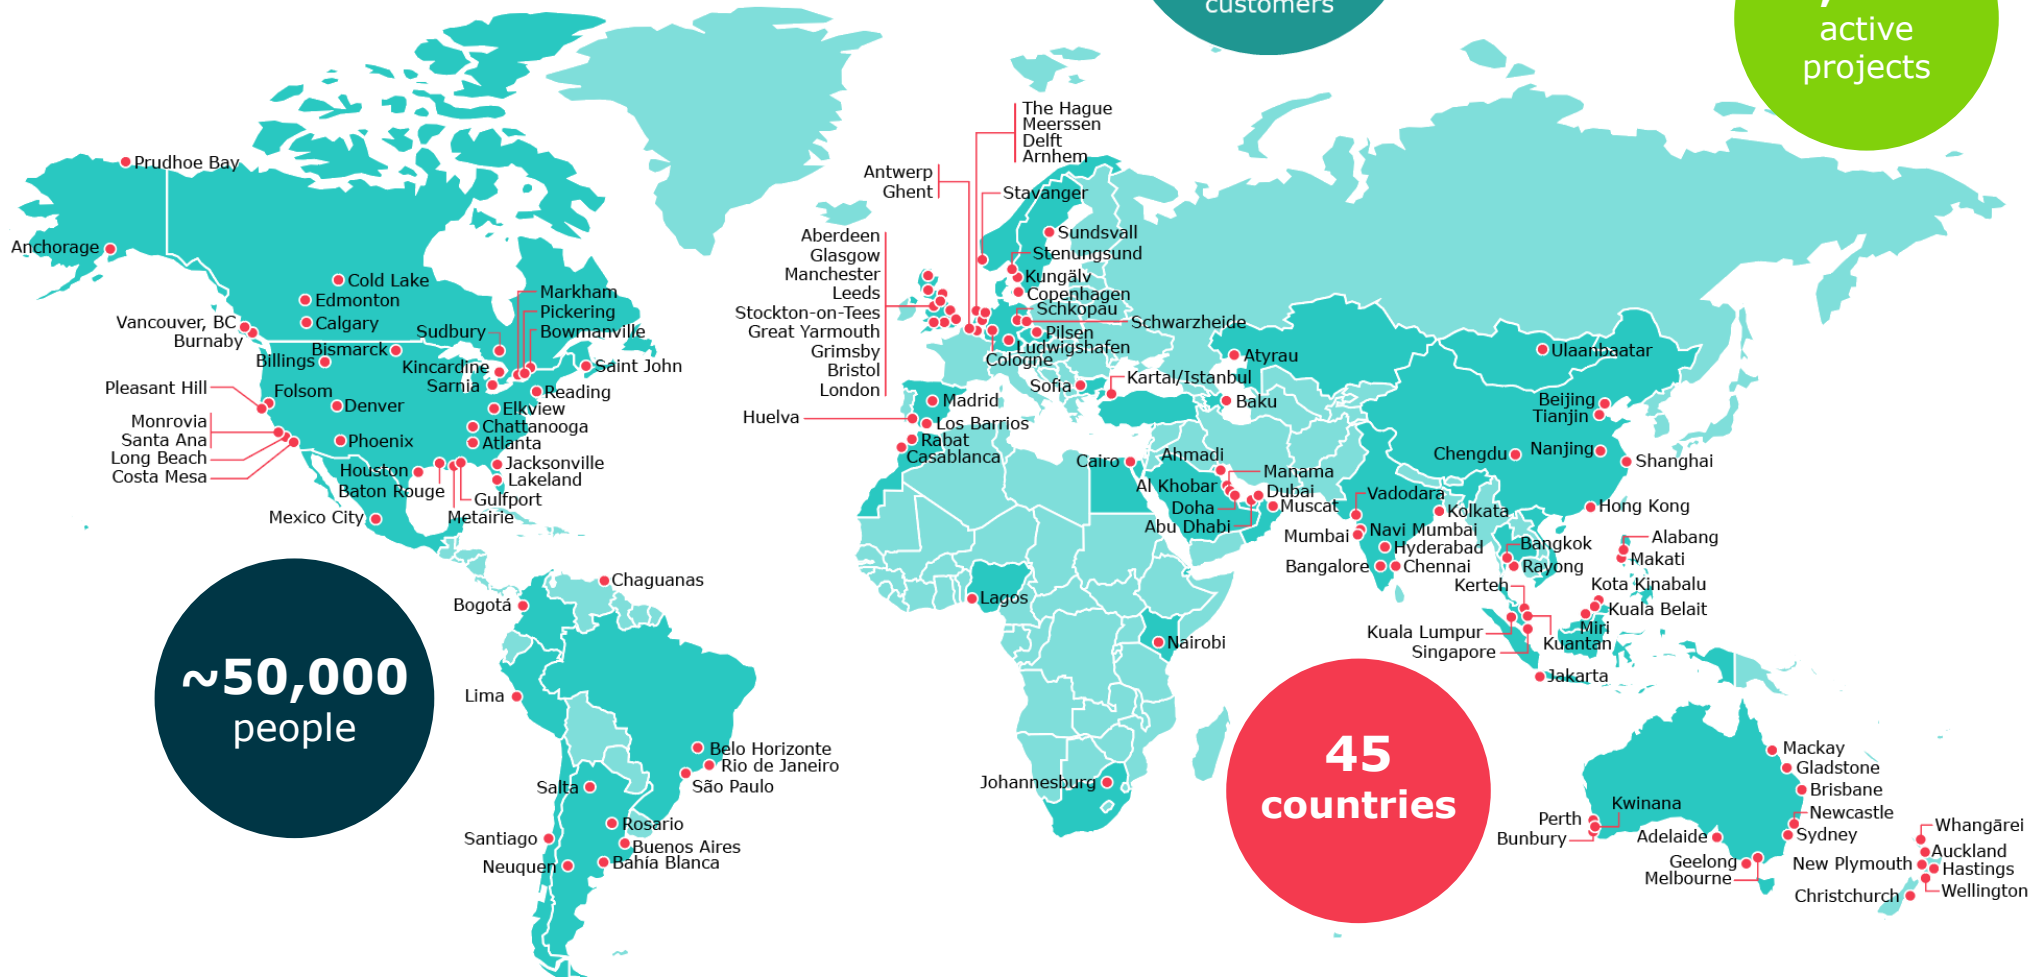 customers
active
projects
The Hague
Meerssen
Delft
Arnhem
Prudhoe Bay
Antwerp
Ghent
Stavanger
Anchorage
Aberdeen
Glasgow
Manchester
Leeds
Stockton-on-Tees
Great Yarmouth
Grimsby
Bristol
London
Sundsvall
Stenungsund
Kungälv
Copenhagen
Schkopau
Schwarzheide
Pilsen
Ludwigshafen
Cologne
Cold Lake
Edmonton
Calgary
Vancouver, BC
Burnaby
Markham
Pickering
Bowmanville
Sudbury
Bismarck
Billings
Kincardine
Sarnia
Saint John
Pleasant Hill
Folsom
Denver
Reading
Elkview
Chattanooga
Atlanta
Monrovia
Santa Ana
Long Beach
Costa Mesa
Phoenix
Houston
Baton Rouge
Jacksonville
Lakeland
Gulfport
Metairie
Mexico City
Huelva
Madrid
Los Barrios
Rabat
Casablanca
Sofia
Kartal/Istanbul
Atyrau
Baku
Ulaanbaatar
Beijing
Tianjin
Chengdu
Nanjing
Shanghai
Hong Kong
Cairo
Ahmadi
Manama
Al Khobar
Dubai
Doha
Muscat
Abu Dhabi
Vadodara
Kolkata
Navi Mumbai
Mumbai
Hyderabad
Bangalore
Chennai
Bangkok
Rayong
Alabang
Makati
Kerteh
Kota Kinabalu
Kuala Belait
Miri
Kuala Lumpur
Kuantan
Singapore
Jakarta
Chaguanas
Bogotá
Lagos
Nairobi
~50,000
people
Lima
Belo Horizonte
Rio de Janeiro
São Paulo
Salta
Rosario
Santiago
Buenos Aires
Neuquen
Bahía Blanca
Johannesburg
45
countries
Mackay
Gladstone
Brisbane
Kwinana
Newcastle
Perth
Bunbury
Adelaide
Sydney
Geelong
Melbourne
Whangārei
Auckland
New Plymouth
Hastings
Wellington
Christchurch